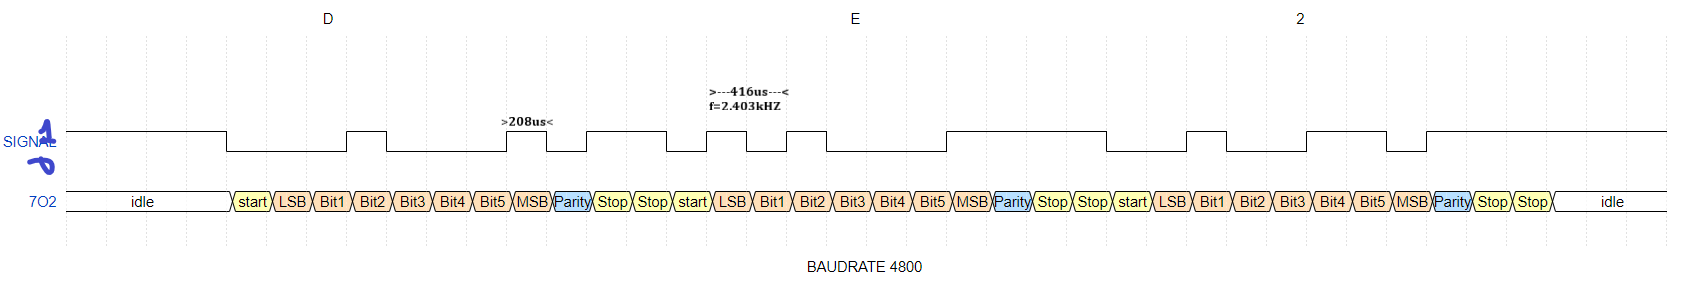 D E 2
>---416us---<
f=2.403kHZ
>208us<
SIGNAL 1
0
7O2 idle start LSB Bit1 Bit2 Bit3 Bit4 Bit5 MSB Parity Stop Stop start LSB Bit1 Bit2 Bit3 Bit4 Bit5 MSB Parity Stop Stop start LSB Bit1 Bit2 Bit3 Bit4 Bit5 MSB Parity Stop Stop idle
BAUDRATE 4800